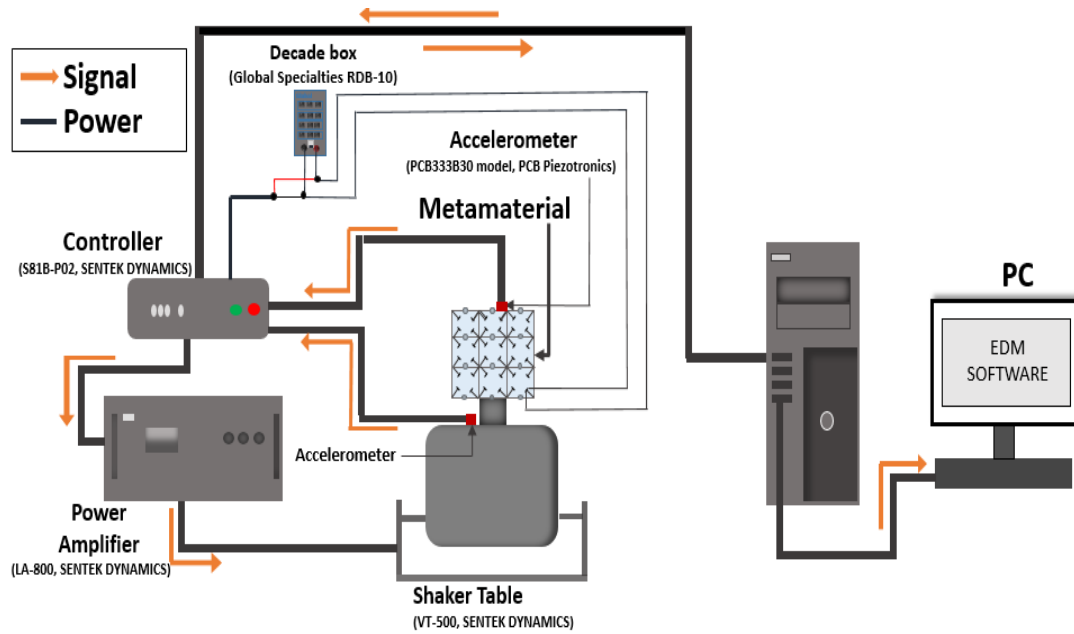 Signal
Power
Decade box
(Global Specialties RDB-10)
Accelerometer
(PCB333B30 model, PCB Piezotronics)
Metamaterial
Controller
(S81B-P02, SENTEK DYNAMICS)
PC
EDM
SOFTWARE
Accelerometer
Power
Amplifier
(LA-800, SENTEK DYNAMICS)
Shaker Table
(VT-500, SENTEK DYNAMICS)